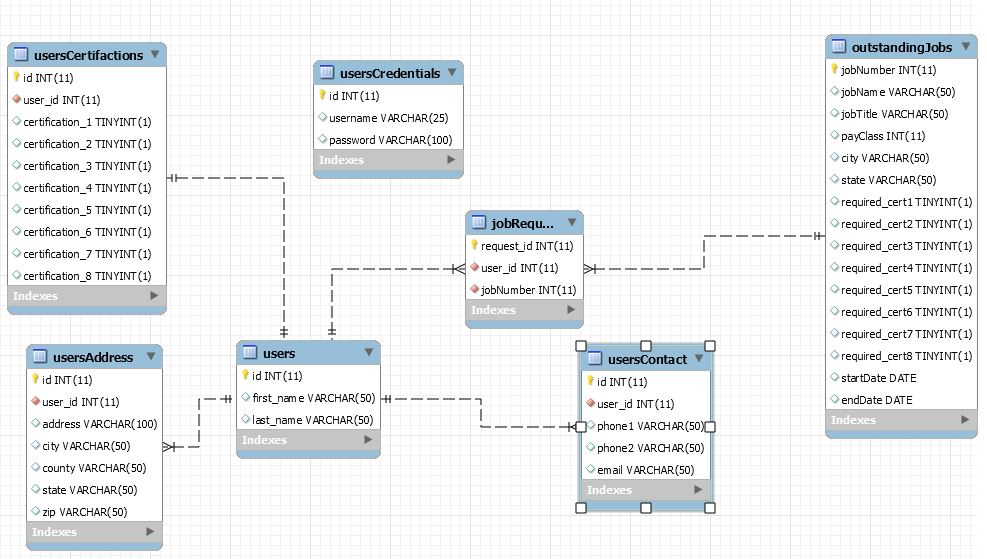 usersCertifactions
id INT(11)
user_id INT(11)
certification_1 TINYINT(1)
certification_2 TINYINT(1)
certification_3 TINYINT(1)
certification_4 TINYINT(1)
certification_5 TINYINT(1)
certification_6 TINYINT(1)
certification_7 TINYINT(1)
certification_8 TINYINT(1)
Indexes
usersCredentials
id INT(11)
username VARCHAR(25)
password VARCHAR(100)
Indexes
outstandingJobs
jobNumber INT(11)
jobName VARCHAR(50)
jobTitle VARCHAR(50)
payClass INT(11)
city VARCHAR(50)
state VARCHAR(50)
required_cert1 TINYINT(1)
required_cert2 TINYINT(1)
required_cert3 TINYINT(1)
required_cert4 TINYINT(1)
required_cert5 TINYINT(1)
required_cert6 TINYINT(1)
required_cert7 TINYINT(1)
required_cert8 TINYINT(1)
startDate DATE
endDate DATE
Indexes
jobRequ...
request_id INT(11)
user_id INT(11)
jobNumber INT(11)
Indexes
usersAddress
id INT(11)
user_id INT(11)
address VARCHAR(100)
city VARCHAR(50)
county VARCHAR(50)
state VARCHAR(50)
zip VARCHAR(50)
Indexes
users
id INT(11)
first_name VARCHAR(50)
last_name VARCHAR(50)
Indexes
usersContact
id INT(11)
user_id INT(11)
phone1 VARCHAR(50)
phone2 VARCHAR(50)
email VARCHAR(50)
Indexes